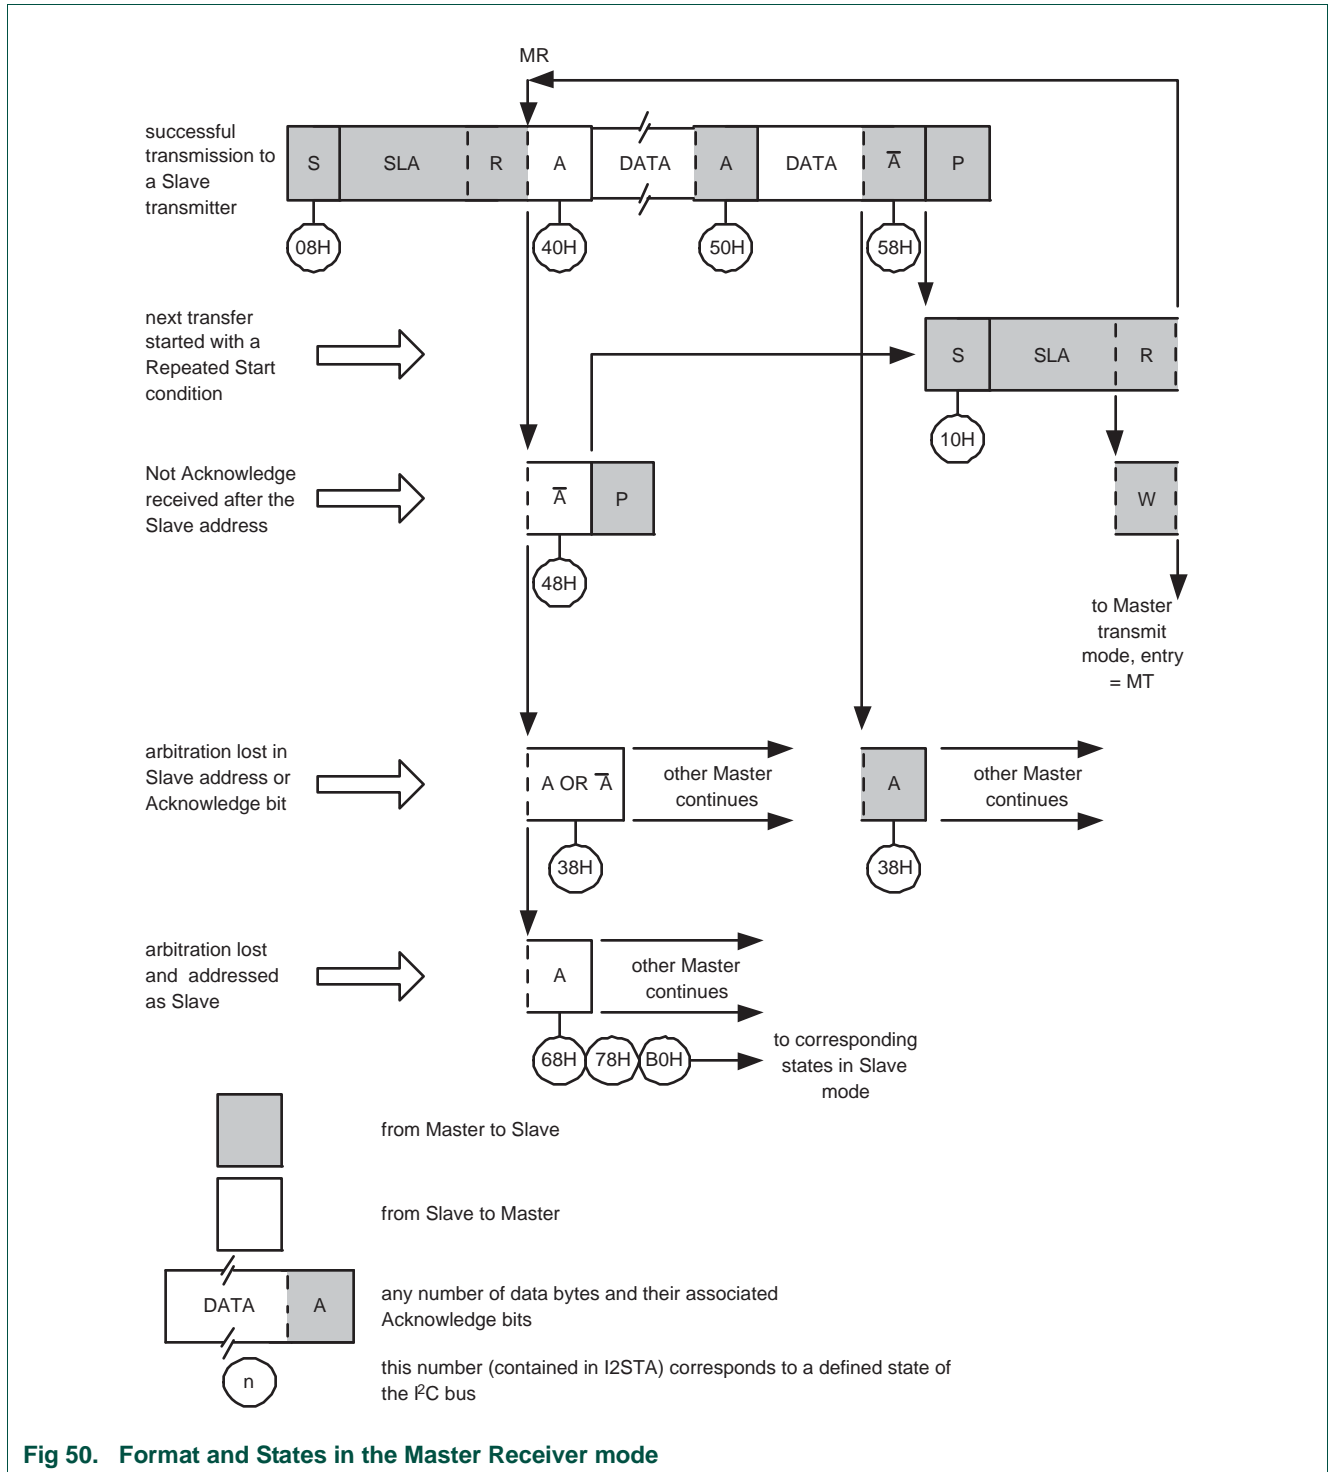 MR
successful
transmission to
a Slave
transmitter
S SLA R A DATA A DATA A̅ P
08H 40H 50H 58H
next transfer
started with a
Repeated Start
condition
S SLA R
10H
Not Acknowledge
received after the
Slave address
A̅ P W
48H
to Master
transmit
mode, entry
= MT
arbitration lost in
Slave address or
Acknowledge bit
A OR A̅
other Master
continues
A
other Master
continues
38H 38H
arbitration lost
and addressed
as Slave
A
other Master
continues
68H 78H B0H
to corresponding
states in Slave
mode
from Master to Slave
from Slave to Master
DATA A
any number of data bytes and their associated
Acknowledge bits
n
this number (contained in I2STA) corresponds to a defined state of
the I²C bus
Fig 50. Format and States in the Master Receiver mode